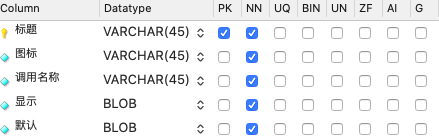 Column Datatype PK NN UQ BIN UN ZF AI G
标题 VARCHAR(45)
图标 VARCHAR(45)
调用名称 VARCHAR(45)
显示 BLOB
默认 BLOB